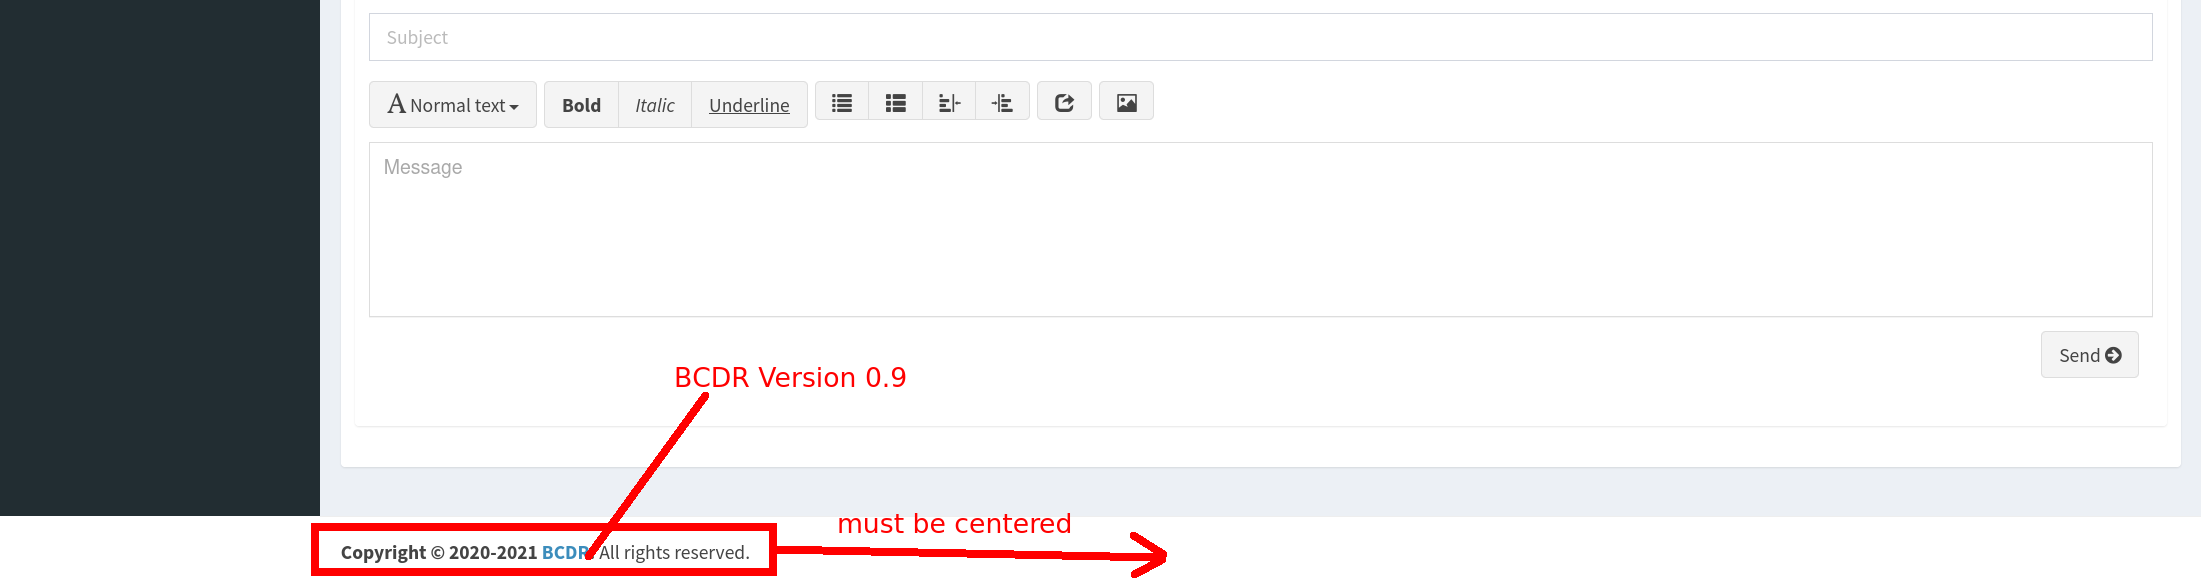 Subject
A Normal text Bold Italic Underline
Message
Send
BCDR Version 0.9
must be centered
Copyright © 2020-2021 BCDR. All rights reserved.